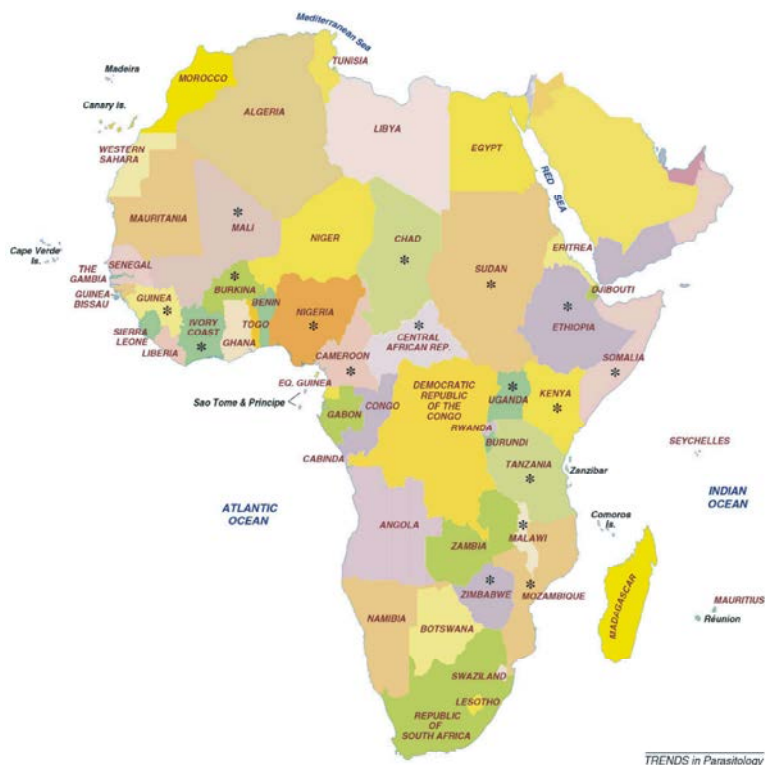 Mediterranean Sea
Madeira
TUNISIA
MOROCCO
Canary Is.
ALGERIA
LIBYA
EGYPT
WESTERN
SAHARA
RED SEA
MAURITANIA
*
MALI
NIGER
CHAD
*
ERITREA
Cape Verde
Is.
SENEGAL
THE
GAMBIA
GUINEA-
BISSAU
*
BURKINA
SUDAN
*
DJIBOUTI
GUINEA
*
BENIN
NIGERIA
*
*
ETHIOPIA
SIERRA
LEONE
IVORY
COAST
*
GHANA
TOGO
*
CENTRAL
AFRICAN REP.
LIBERIA
CAMEROON
*
SOMALIA
*
EQ. GUINEA
DEMOCRATIC
REPUBLIC
OF THE
CONGO
*
UGANDA
KENYA
*
Sao Tome & Principe
GABON
CONGO
RWANDA
BURUNDI
SEYCHELLES
CABINDA
TANZANIA
*
Zanzibar
ATLANTIC
OCEAN
INDIAN
OCEAN
ANGOLA
Comoros
Is.
*
MALAWI
ZAMBIA
*
ZIMBABWE
*
MOZAMBIQUE
MADAGASCAR
MAURITIUS
Réunion
NAMIBIA
BOTSWANA
SWAZILAND
LESOTHO
REPUBLIC
OF
SOUTH AFRICA
TRENDS in Parasitology